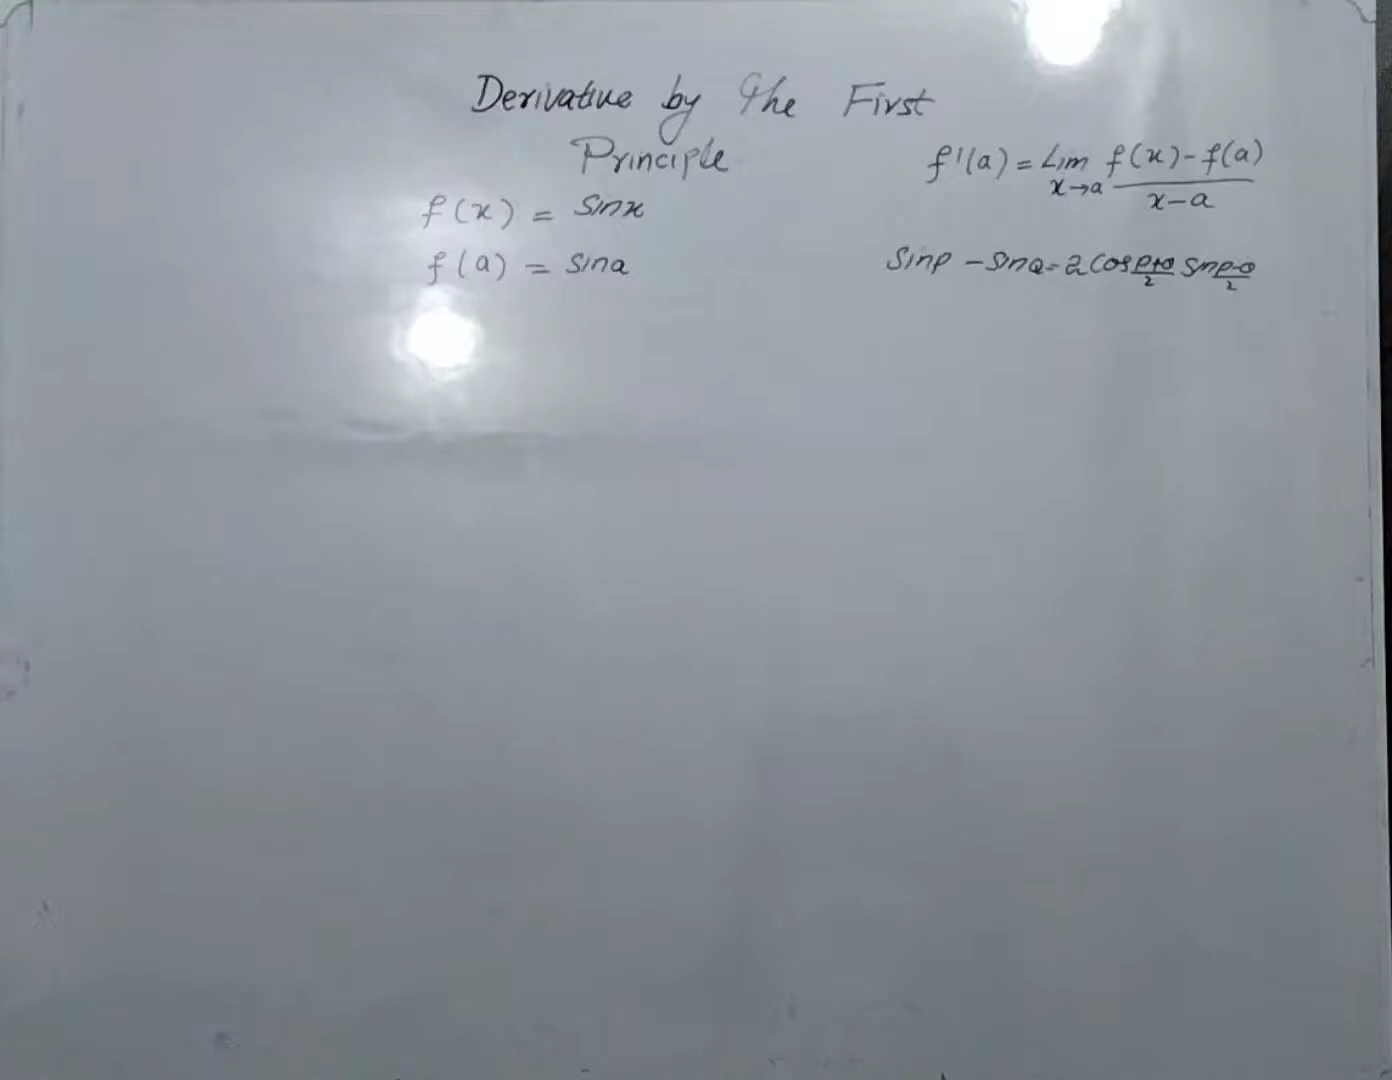 Derivative by the First
Principle
f'(a) = Lim x→a f(x)-f(a) / x-a
f(x) = Sinx
f(a) = Sina
Sinp - SinQ = 2 Cos p+Q/2 Sin p-Q/2